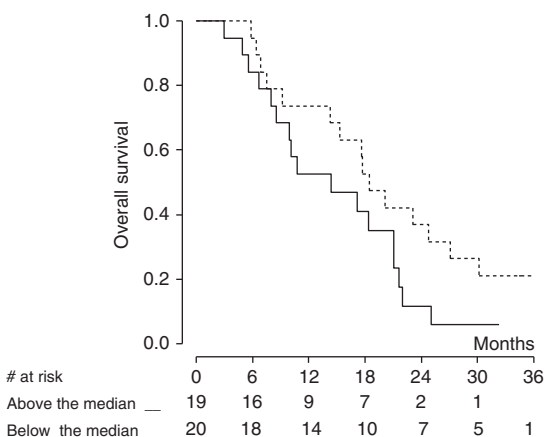 1.0
0.8
0.6
0.4
0.2
0.0
Overall survival
Months
0 6 12 18 24 30 36
# at risk
Above the median __ 19 16 9 7 2 1
Below the median 20 18 14 10 7 5 1